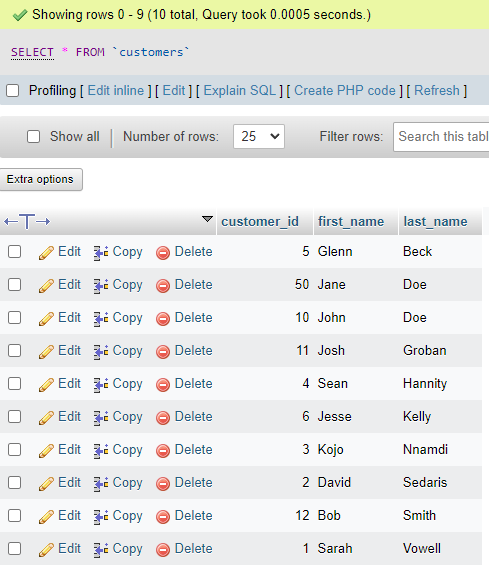 Showing rows 0 - 9 (10 total, Query took 0.0005 seconds.)
SELECT * FROM `customers`
Profiling [ Edit inline ] [ Edit ] [ Explain SQL ] [ Create PHP code ] [ Refresh ]
Show all Number of rows: 25 Filter rows: Search this tabl
Extra options
customer_id first_name last_name
Edit Copy Delete 5 Glenn Beck
Edit Copy Delete 50 Jane Doe
Edit Copy Delete 10 John Doe
Edit Copy Delete 11 Josh Groban
Edit Copy Delete 4 Sean Hannity
Edit Copy Delete 6 Jesse Kelly
Edit Copy Delete 3 Kojo Nnamdi
Edit Copy Delete 2 David Sedaris
Edit Copy Delete 12 Bob Smith
Edit Copy Delete 1 Sarah Vowell